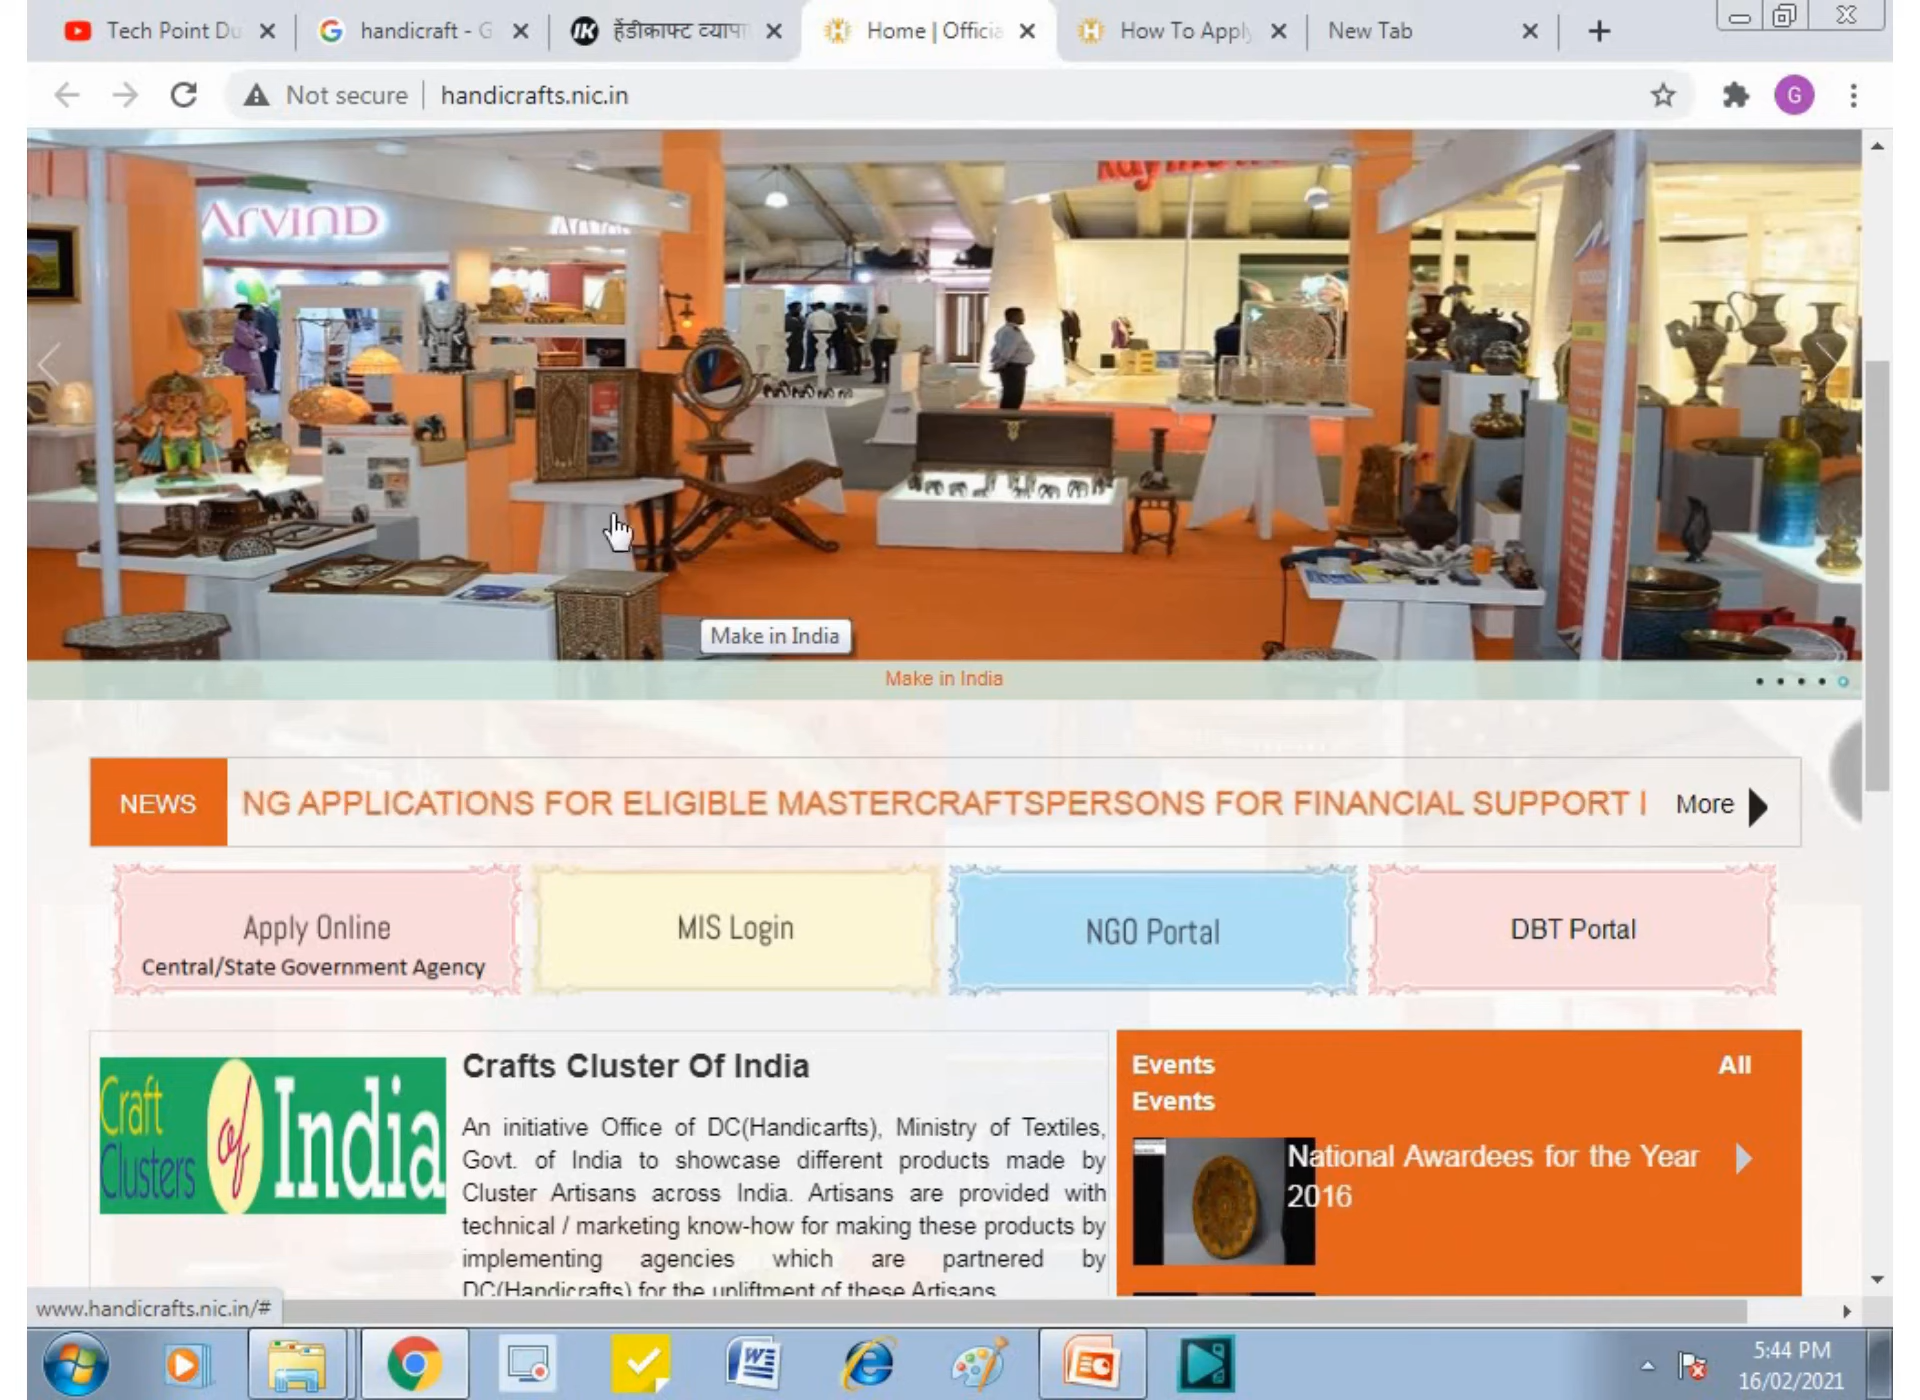 Tech Point Du
handicraft - G
हैंडीक्राफ्ट व्यापा
Home | Officia
How To Apply
New Tab
Not secure
handicrafts.nic.in
G
ARVIND
Make in India
Make in India
NEWS
NG APPLICATIONS FOR ELIGIBLE MASTERCRAFTSPERSONS FOR FINANCIAL SUPPORT I
More
Apply Online
Central/State Government Agency
MIS Login
NGO Portal
DBT Portal
Craft
Clusters
of
India
Crafts Cluster Of India
An initiative Office of DC(Handicarfts), Ministry of Textiles,
Govt. of India to showcase different products made by
Cluster Artisans across India. Artisans are provided with
technical / marketing know-how for making these products by
implementing agencies which are partnered by
DC(Handicrafts) for the upliftment of these Artisans
Events
All
Events
National Awardees for the Year
2016
www.handicrafts.nic.in/#
5:44 PM
16/02/2021